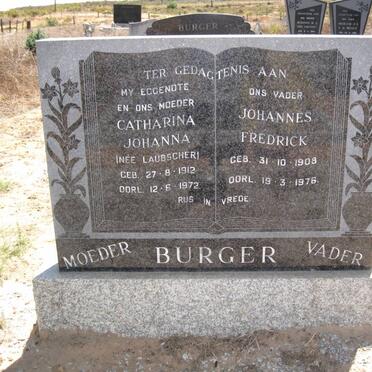 BURGER
TER GEDAGTENIS AAN
MY EGGENOTE
EN ONS MOEDER
CATHARINA
JOHANNA
(NEÉ LAUBSCHER)
GEB. 27-8-1912
OORL. 12-6-1972
ONS VADER
JOHANNES
FREDRICK
GEB. 31-10-1908
OORL. 19-3-1976
RUS IN VREDE
MOEDER BURGER VADER